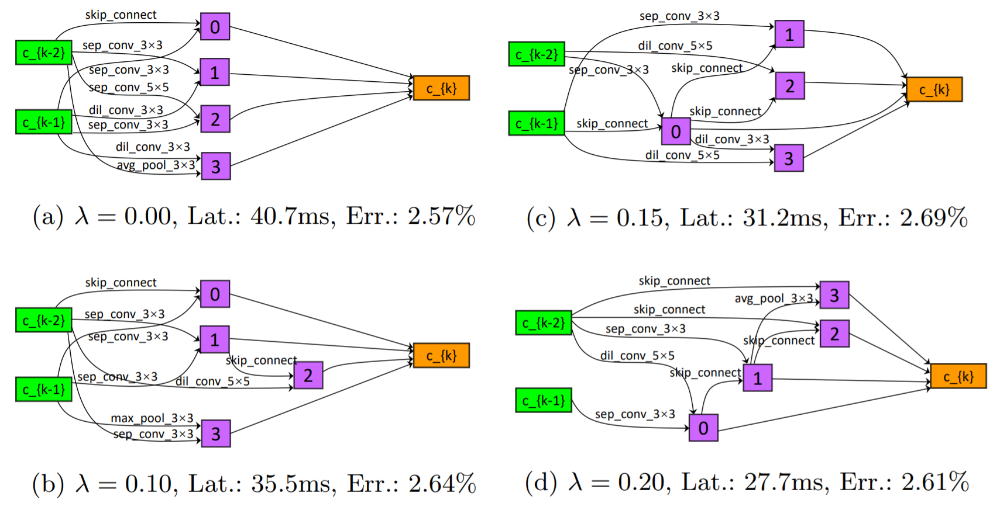 skip_connect
0
sep_conv_3×3
c_{k-2}
1
sep_conv_3×3
sep_conv_5×5
c_{k}
dil_conv_3×3
c_{k-1}
sep_conv_3×3
2
dil_conv_3×3
avg_pool_3×3
3
(a) λ = 0.00, Lat.: 40.7ms, Err.: 2.57%
sep_conv_3×3
1
dil_conv_5×5
c_{k-2}
sep_conv_3×3
skip_connect
2
c_{k}
skip_connect
c_{k-1}
skip_connect
0
dil_conv_3×3
dil_conv_5×5
3
(c) λ = 0.15, Lat.: 31.2ms, Err.: 2.69%
skip_connect
0
sep_conv_3×3
c_{k-2}
sep_conv_3×3
1
skip_connect
c_{k}
sep_conv_3×3
dil_conv_5×5
2
c_{k-1}
max_pool_3×3
sep_conv_3×3
3
(b) λ = 0.10, Lat.: 35.5ms, Err.: 2.64%
skip_connect
avg_pool_3×3
3
skip_connect
c_{k-2}
sep_conv_3×3
skip_connect
2
dil_conv_5×5
skip_connect
1
c_{k}
c_{k-1}
sep_conv_3×3
0
(d) λ = 0.20, Lat.: 27.7ms, Err.: 2.61%